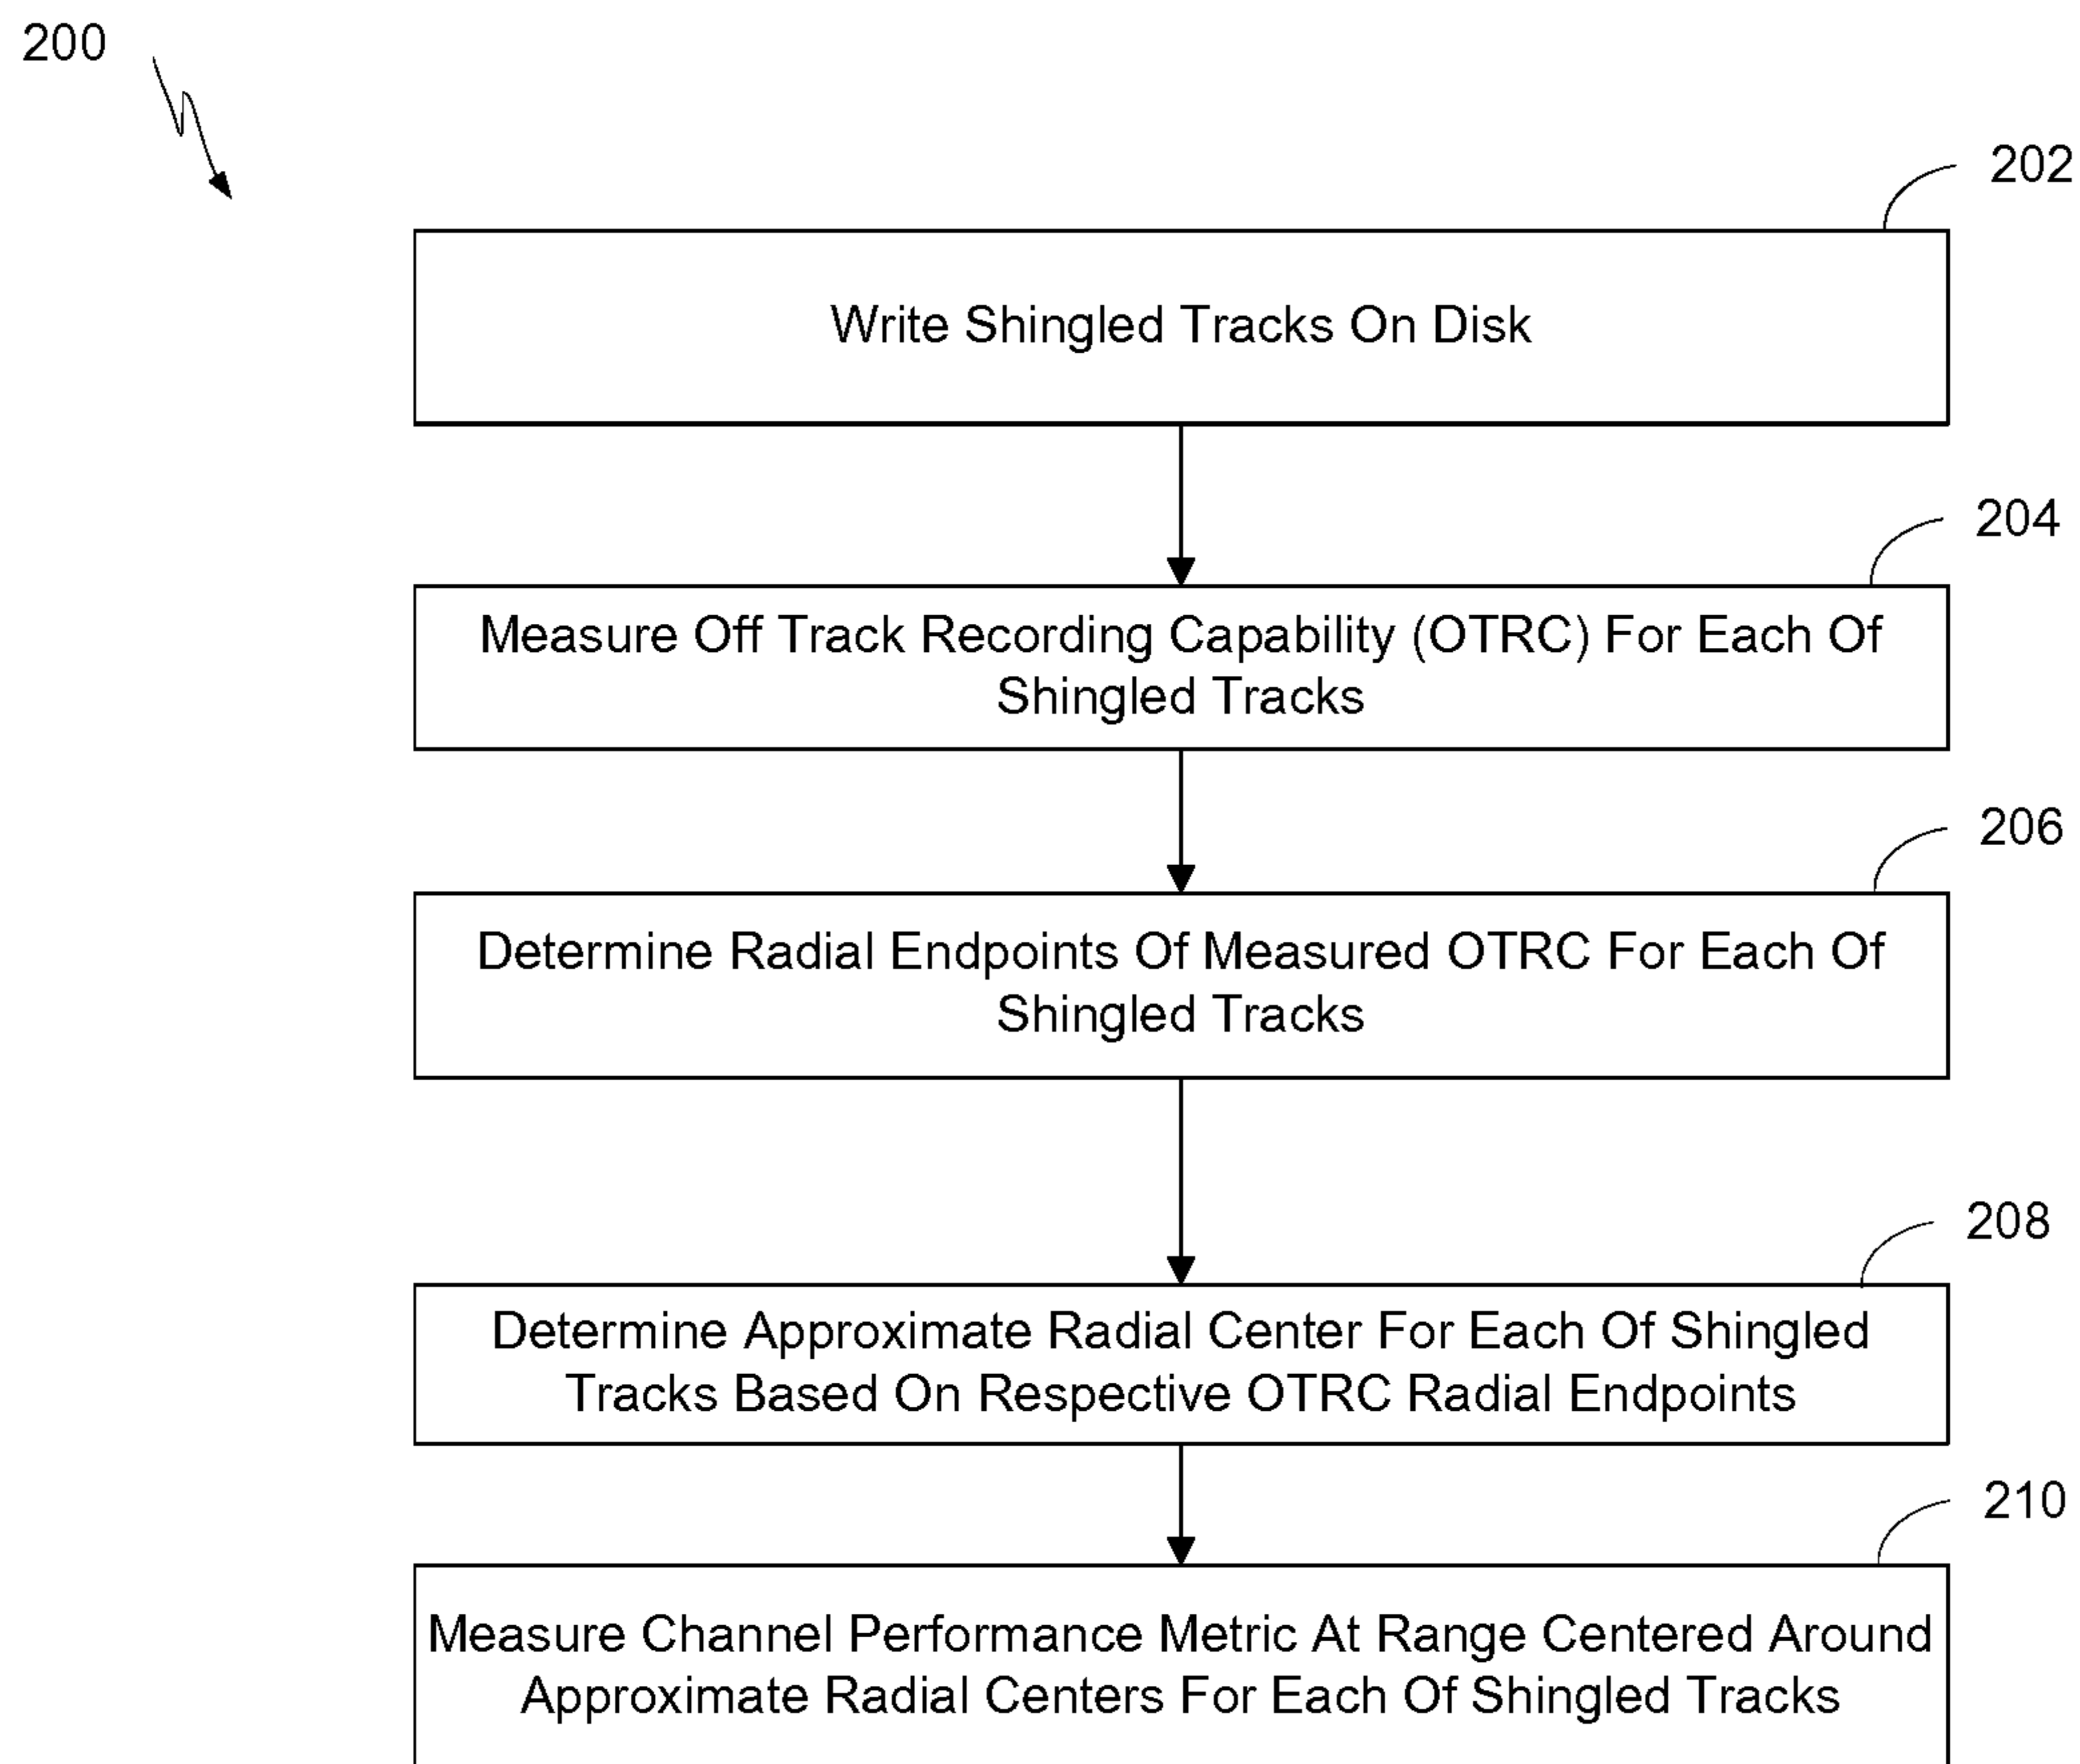 200
202
Write Shingled Tracks On Disk
204
Measure Off Track Recording Capability (OTRC) For Each Of
Shingled Tracks
206
Determine Radial Endpoints Of Measured OTRC For Each Of
Shingled Tracks
208
Determine Approximate Radial Center For Each Of Shingled
Tracks Based On Respective OTRC Radial Endpoints
210
Measure Channel Performance Metric At Range Centered Around
Approximate Radial Centers For Each Of Shingled Tracks